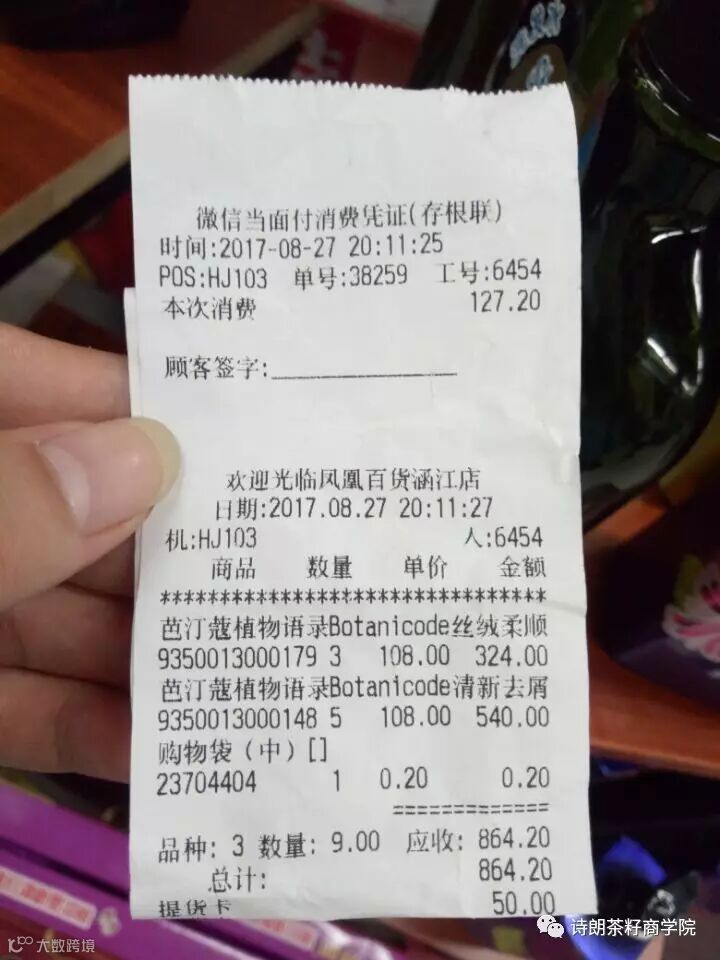 微信当面付消费凭证(存根联)
时间:2017-08-27 20:11:25
POS:HJ103 单号:38259 工号:6454
本次消费 127.20
顾客签字:
欢迎光临凤凰百货涵江店
日期:2017.08.27 20:11:27
机:HJ103 人:6454
商品 数量 单价 金额
*********************************
芭汀蔻植物语录Botanicode丝绒柔顺
9350013000179 3 108.00 324.00
芭汀蔻植物语录Botanicode清新去屑
9350013000148 5 108.00 540.00
购物袋（中）[]
23704404 1 0.20 0.20
=============
品种: 3 数量: 9.00 应收: 864.20
总计: 864.20
提货卡 50.00
诗朗茶籽商学院
大数跨境